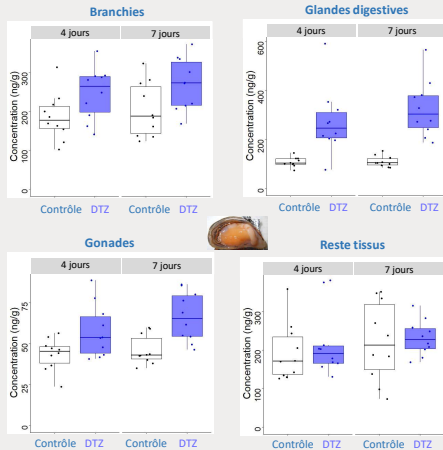 Branchies
4 jours 7 jours
Concentration (ng/g)
300
200
100
0
Contrôle DTZ Contrôle DTZ
Glandes digestives
4 jours 7 jours
Concentration (ng/g)
600
400
200
0
Contrôle DTZ Contrôle DTZ
Gonades
4 jours 7 jours
Concentration (ng/g)
75
50
25
0
Contrôle DTZ Contrôle DTZ
Reste tissus
4 jours 7 jours
Concentration (ng/g)
300
200
100
0
Contrôle DTZ Contrôle DTZ